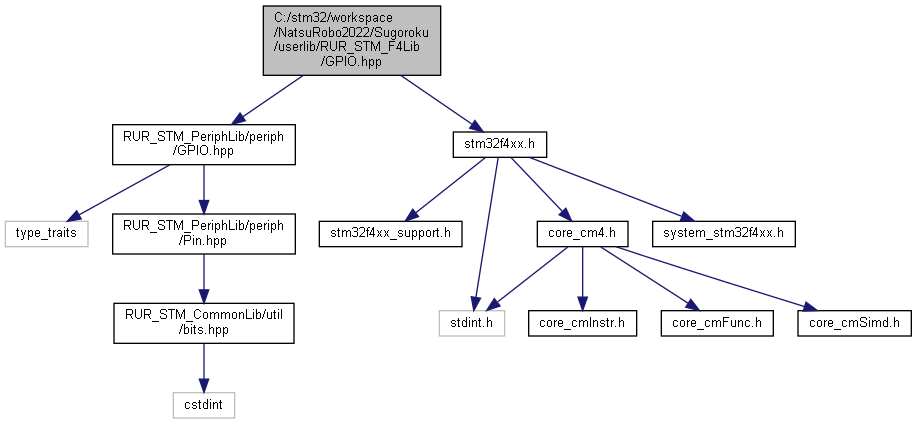 C:/stm32/workspace
/NatsuRobo2022/Sugoroku
/userlib/RUR_STM_F4Lib
/GPIO.hpp
RUR_STM_PeriphLib/periph
/GPIO.hpp
stm32f4xx.h
type_traits
RUR_STM_PeriphLib/periph
/Pin.hpp
stm32f4xx_support.h
core_cm4.h
system_stm32f4xx.h
RUR_STM_CommonLib/util
/bits.hpp
stdint.h
core_cmInstr.h
core_cmFunc.h
core_cmSimd.h
cstdint